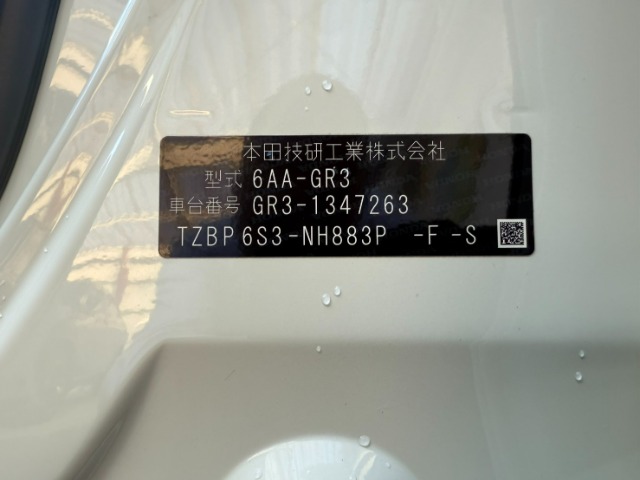 本田技研工業株式会社
型式 6AA-GR3
車台番号 GR3-1347263
TZBP 6S3-NH883P -F -S